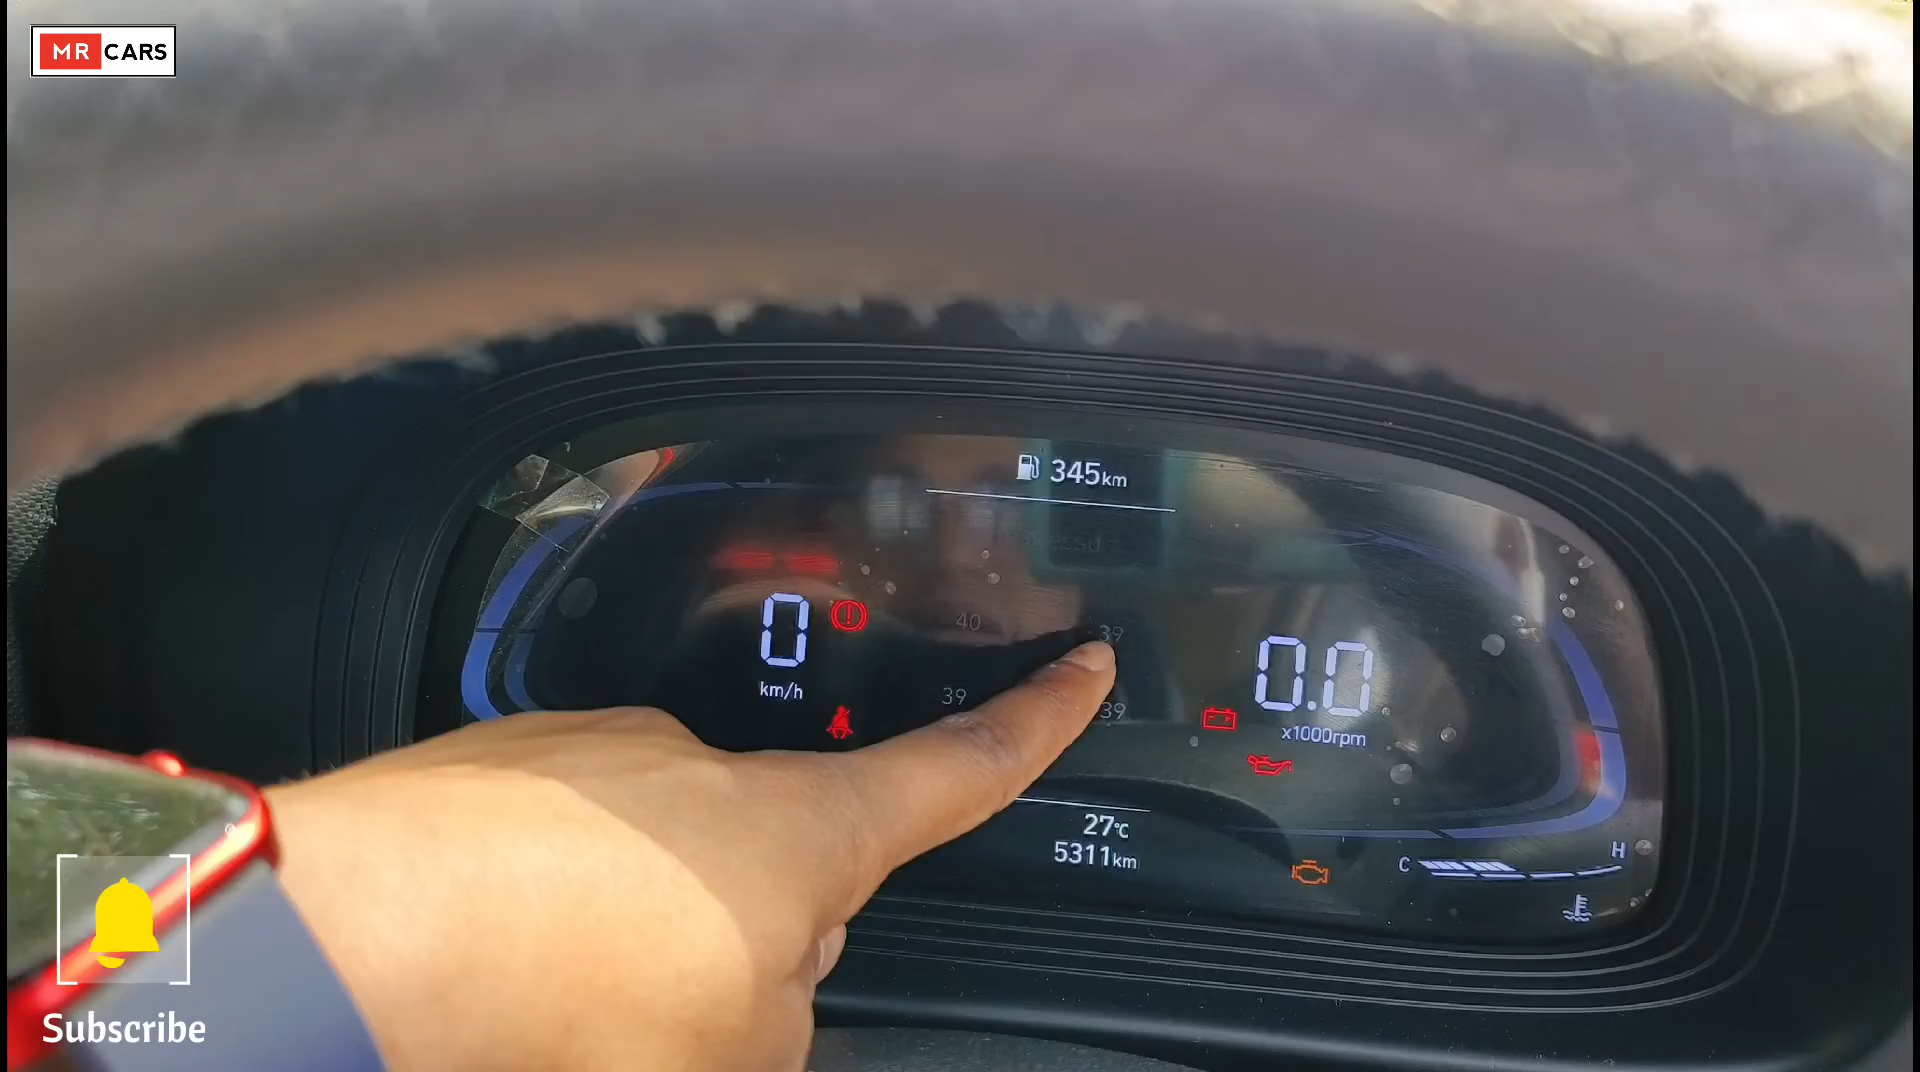 MR CARS
345km
40
39
0
39
39
km/h
0.0
x1000rpm
27°C
5311km
C
H
Subscribe